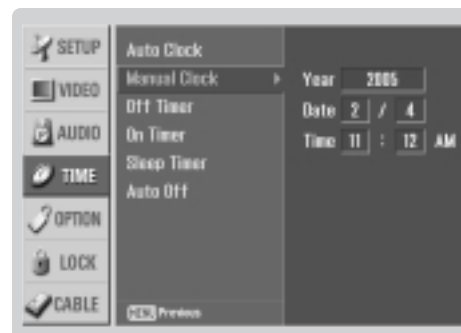 SETUP
VIDEO
AUDIO
TIME
OPTION
LOCK
CABLE
Auto Clock
Manual Clock
Off Timer
On Timer
Sleep Timer
Auto Off
MENU Previous
Year 2005
Date 2 / 4
Time 11 : 12 AM